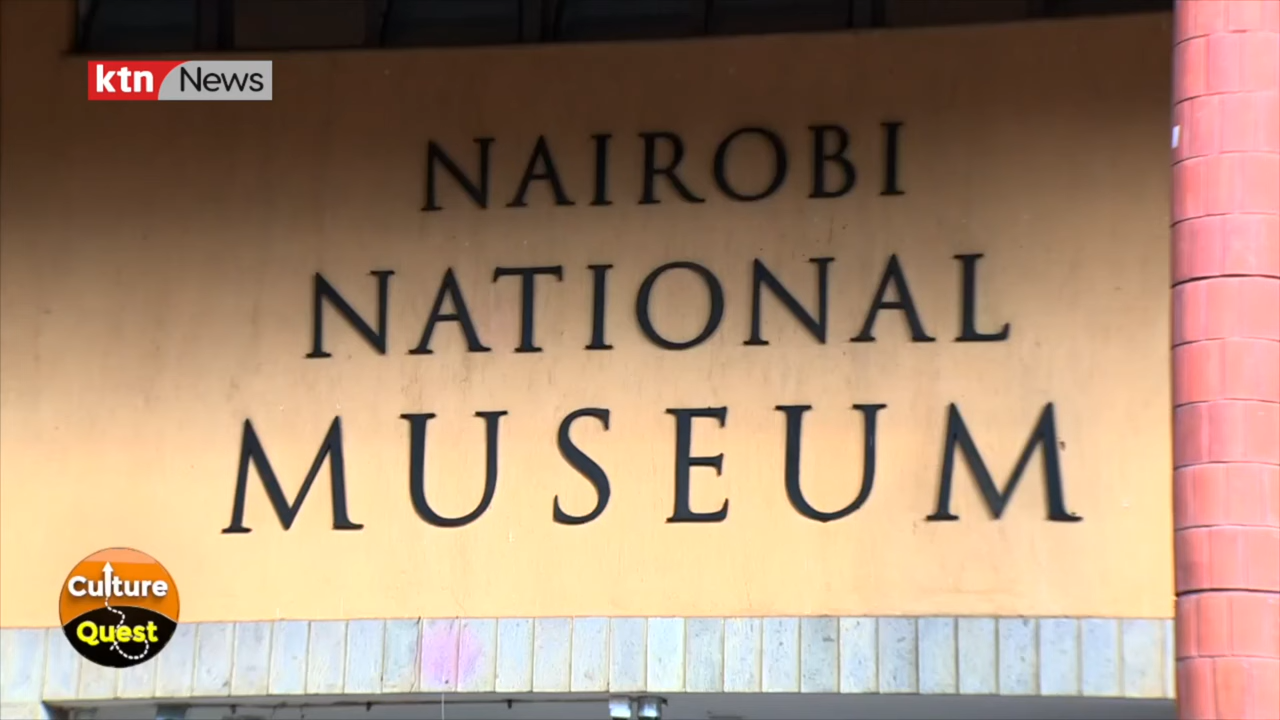 ktn News
NAIROBI
NATIONAL
MUSEUM
Culture
Quest